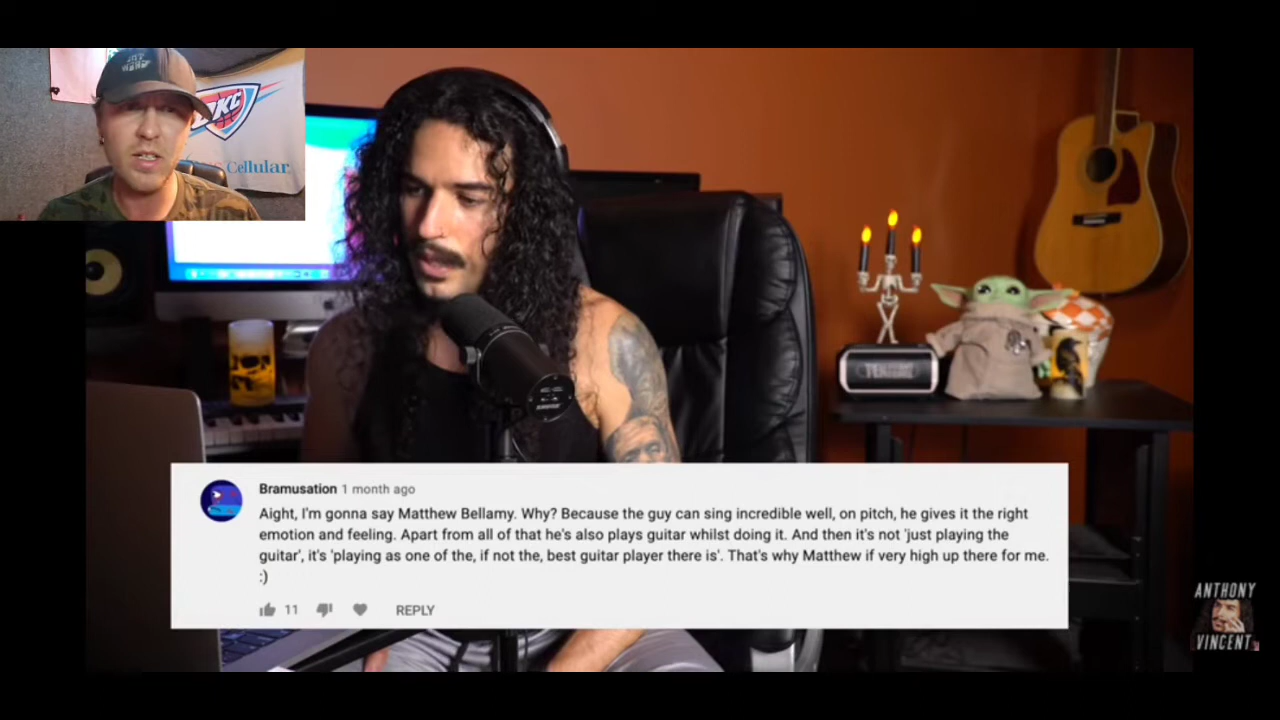 OKC
Cellular
Bramusation 1 month ago
Aight, I'm gonna say Matthew Bellamy. Why? Because the guy can sing incredible well, on pitch, he gives it the right
emotion and feeling. Apart from all of that he's also plays guitar whilst doing it. And then it's not 'just playing the
guitar', it's 'playing as one of the, if not the, best guitar player there is'. That's why Matthew if very high up there for me.
:)
11 REPLY
ANTHONY
VINCENT